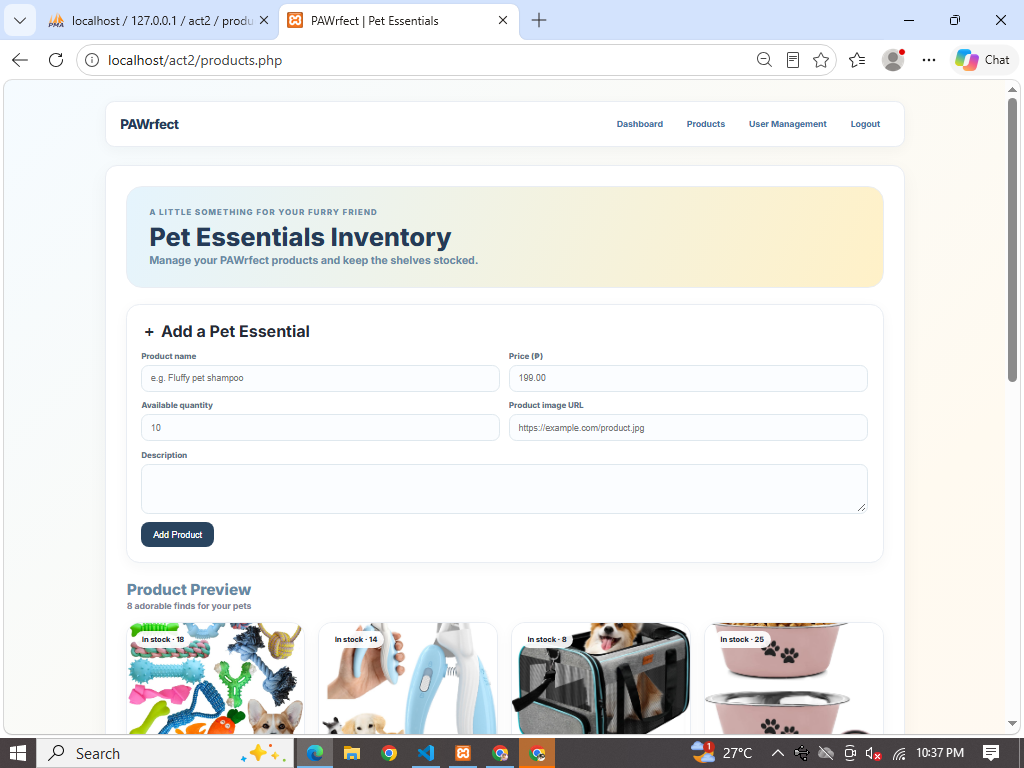 localhost / 127.0.0.1 / act2 / produ
PAWrfect | Pet Essentials
localhost/act2/products.php
Chat
PAWrfect
Dashboard
Products
User Management
Logout
A LITTLE SOMETHING FOR YOUR FURRY FRIEND
Pet Essentials Inventory
Manage your PAWrfect products and keep the shelves stocked.
+ Add a Pet Essential
Product name
Price (₱)
e.g. Fluffy pet shampoo
199.00
Available quantity
Product image URL
10
https://example.com/product.jpg
Description
Add Product
Product Preview
8 adorable finds for your pets
In stock · 18
In stock · 14
In stock · 8
In stock · 25
Search
1
27°C
10:37 PM